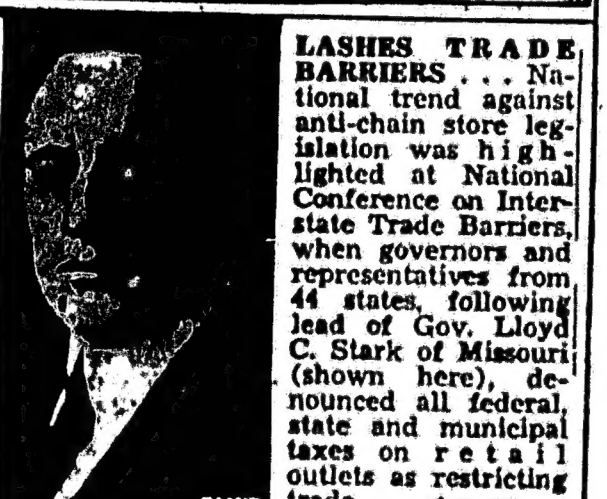 LASHES TRADE
BARRIERS . . . Na-
tional trend against
anti-chain store leg-
islation was high-
lighted at National
Conference on Inter-
state Trade Barriers,
when governors and
representatives from
44 states, following
lead of Gov. Lloyd
C. Stark of Missouri
(shown here), de-
nounced all federal,
state and municipal
taxes on retail
outlets as restricting